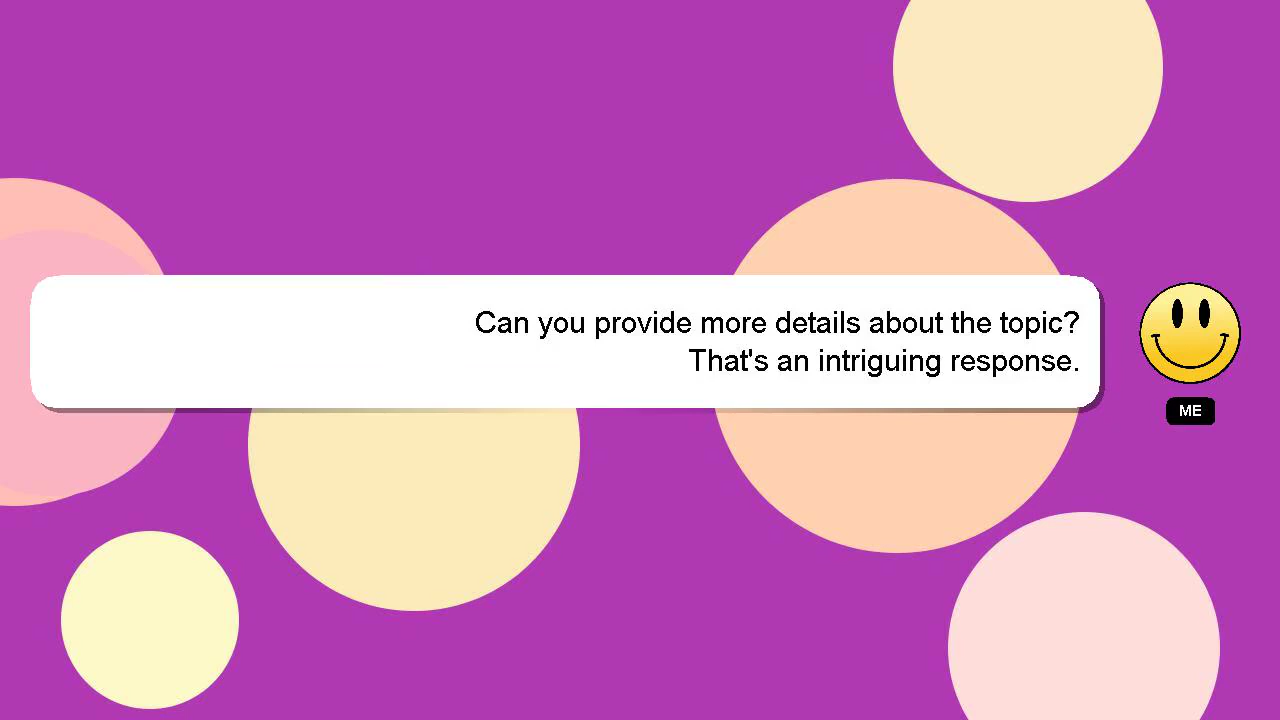 Can you provide more details about the topic?
That's an intriguing response.
ME